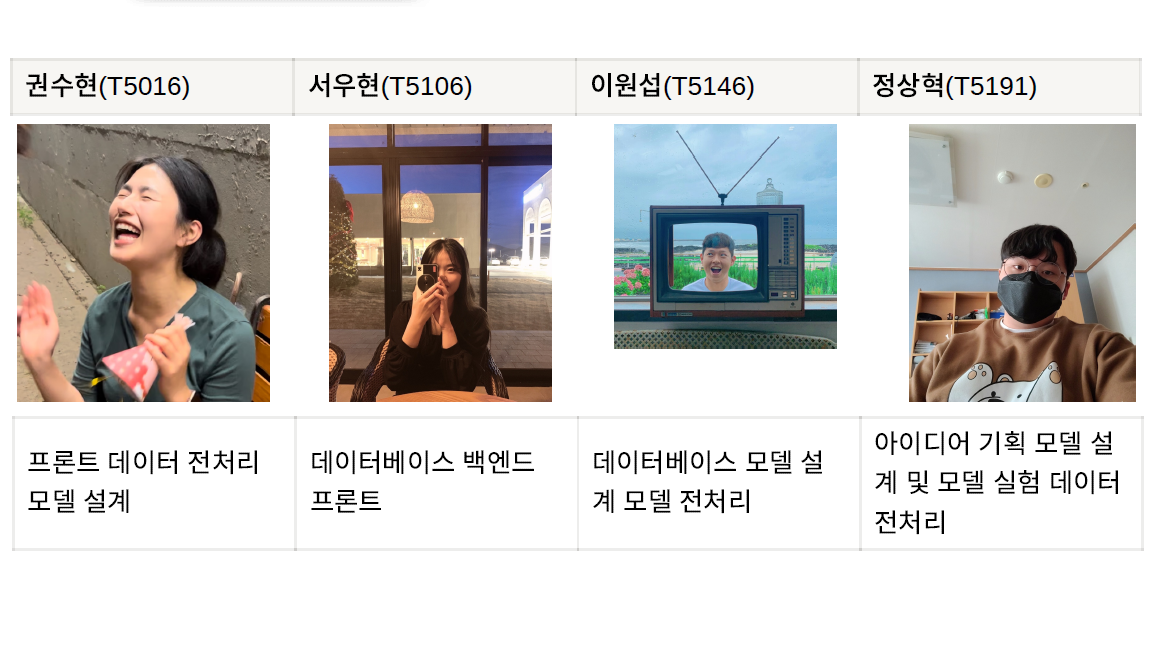 권수현(T5016)
서우현(T5106)
이원섭(T5146)
정상혁(T5191)
프론트 데이터 전처리
모델 설계
데이터베이스 백엔드
프론트
데이터베이스 모델 설
계 모델 전처리
아이디어 기획 모델 설
계 및 모델 실험 데이터
전처리